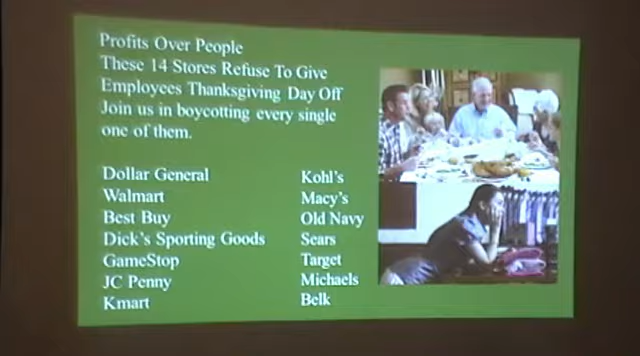 Profits Over People
These 14 Stores Refuse To Give
Employees Thanksgiving Day Off
Join us in boycotting every single
one of them.
Dollar General
Walmart
Best Buy
Dick's Sporting Goods
GameStop
JC Penny
Kmart
Kohl's
Macy's
Old Navy
Sears
Target
Michaels
Belk